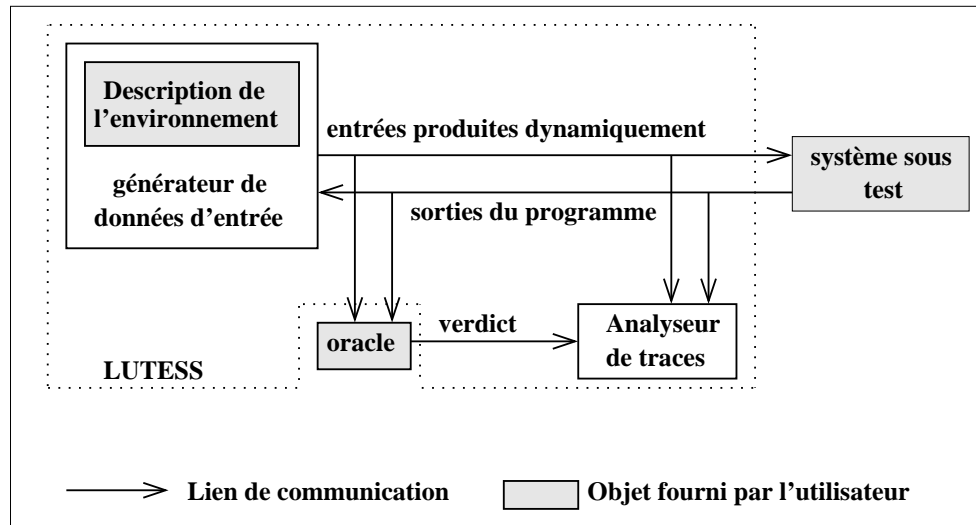 Description de
l'environnement
entrées produites dynamiquement
système sous
test
générateur de
données d'entrée
sorties du programme
oracle
verdict
Analyseur
de traces
LUTESS
Lien de communication
Objet fourni par l'utilisateur